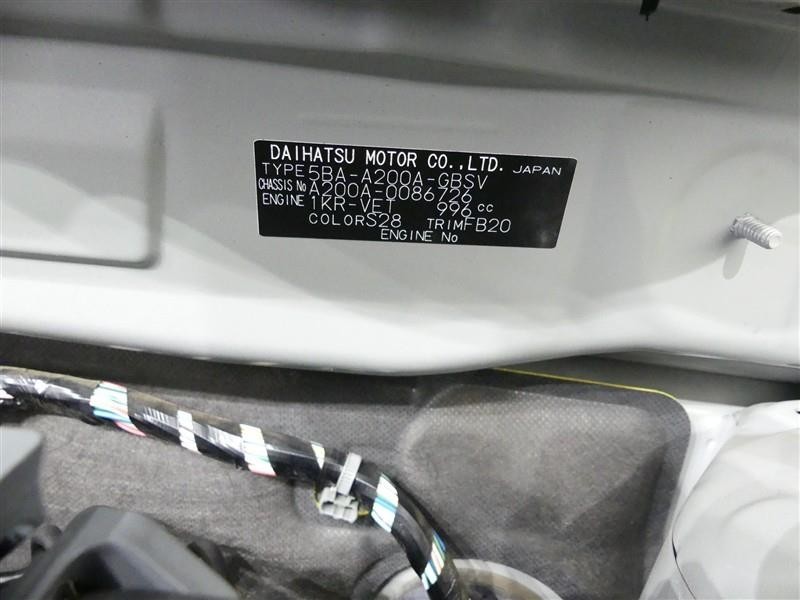 DAIHATSU MOTOR CO.,LTD. JAPAN
TYPE 5BA-A200A-GBSV
CHASSIS No A200A-0086726
ENGINE 1KR-VET 996 cc
COLOR S28 TRIM FB20
ENGINE No